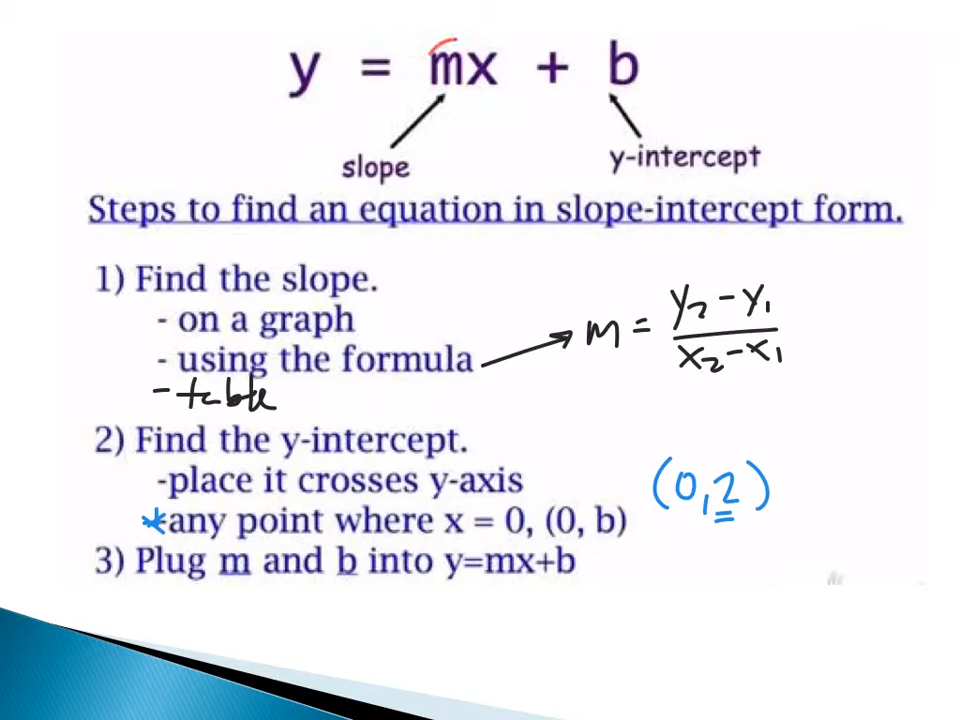 y = mx + b
slope
y-intercept
Steps to find an equation in slope-intercept form.
1) Find the slope.
- on a graph
- using the formula
m = y₂ - y₁ / x₂ - x₁
- table
2) Find the y-intercept.
-place it crosses y-axis
(0, 2)
*-any point where x = 0, (0, b)
3) Plug m and b into y=mx+b